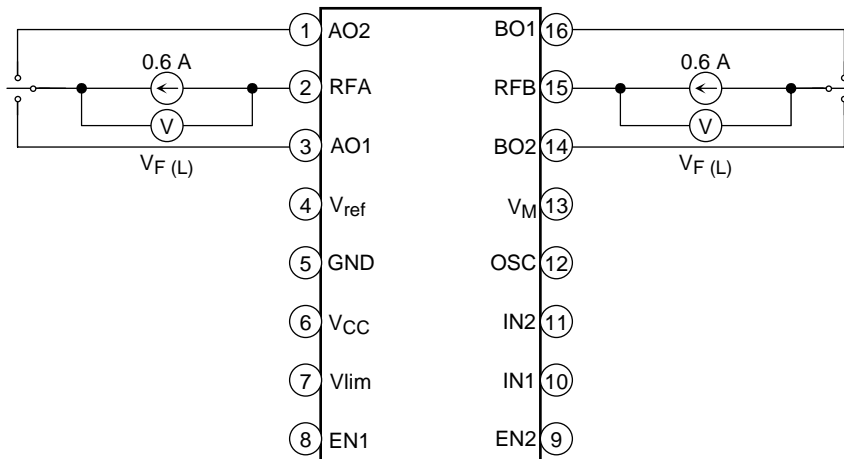 1 AO2 BO1 16
0.6 A 0.6 A
2 RFA RFB 15
V V
3 AO1 BO2 14
VF (L) VF (L)
4 Vref VM 13
5 GND OSC 12
6 VCC IN2 11
7 Vlim IN1 10
8 EN1 EN2 9